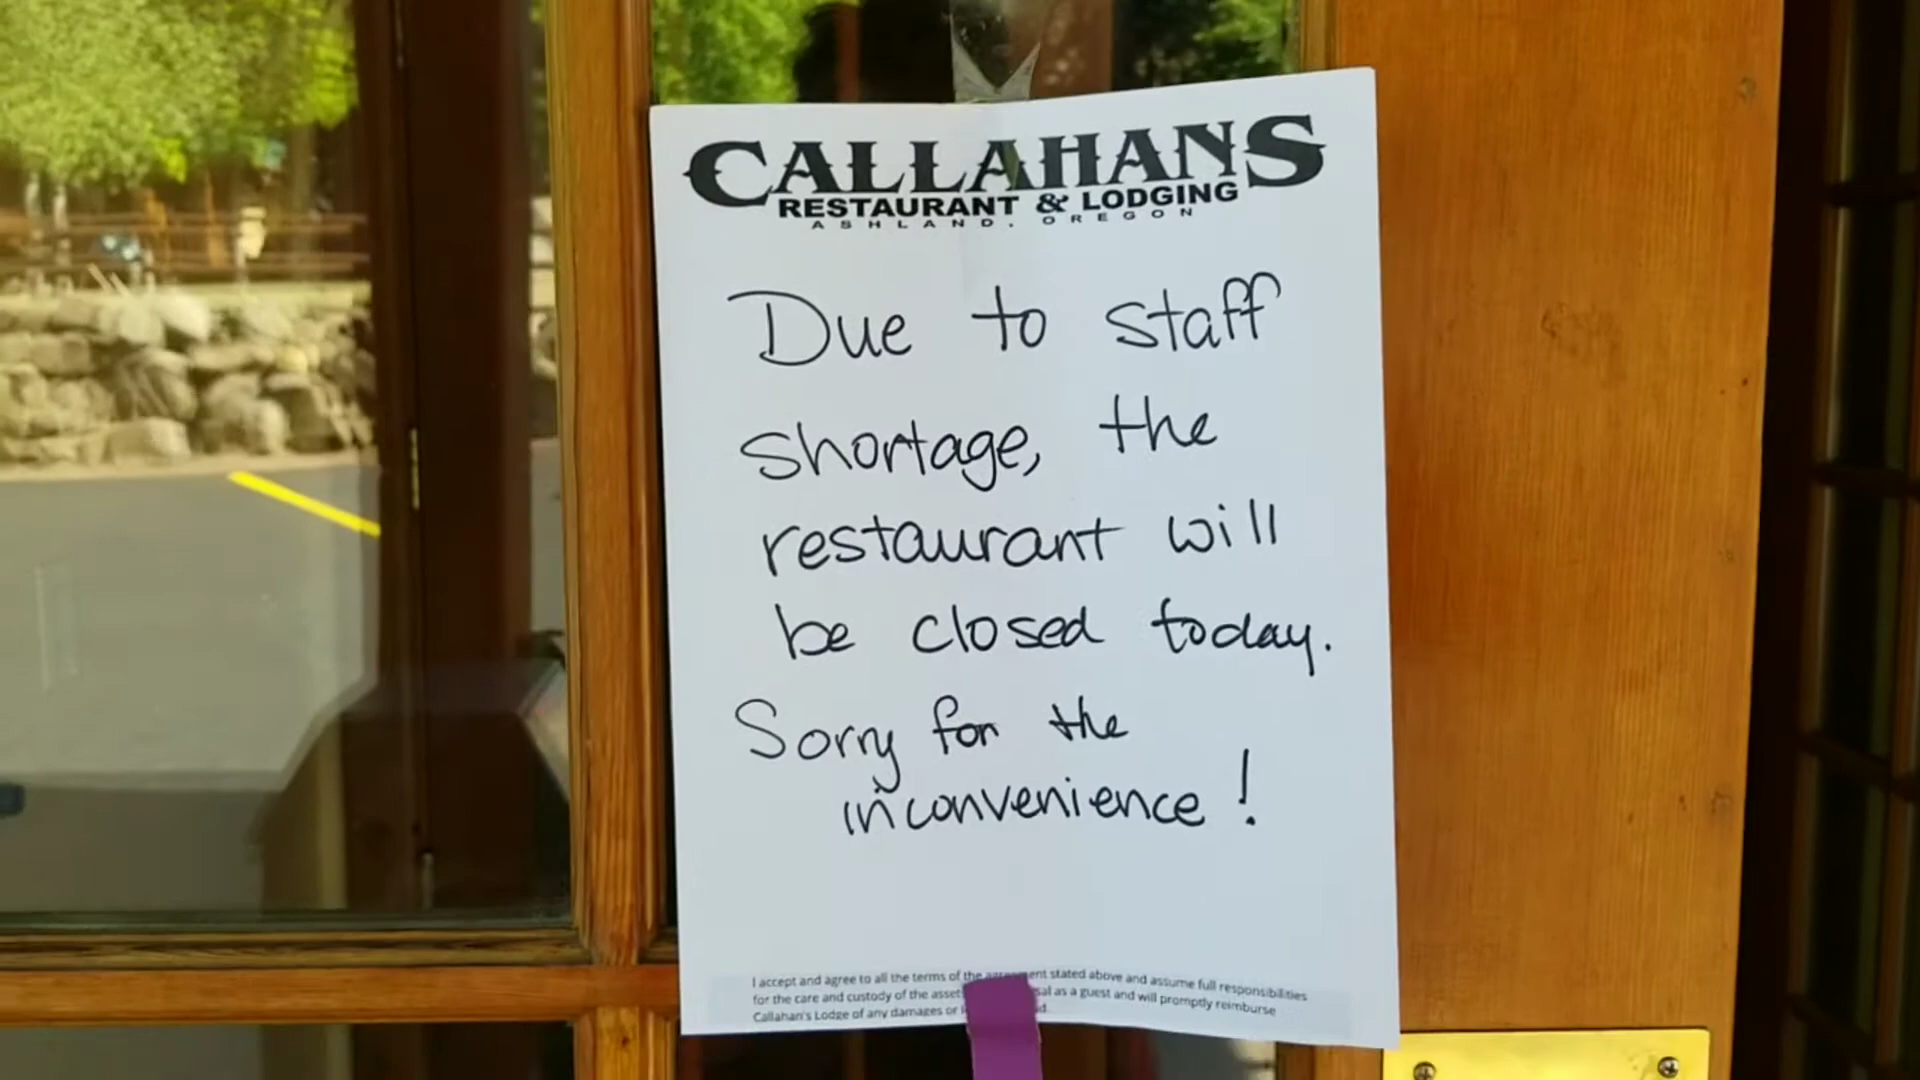 CALLAHANS
RESTAURANT & LODGING
ASHLAND, OREGON
Due to staff
shortage, the
restaurant will
be closed today.
Sorry for the
inconvenience!
I accept and agree to all the terms of the agreement stated above and assume full responsibilities
for the care and custody of the as a guest and will promptly reimburse
Callahan's Lodge of any damages or